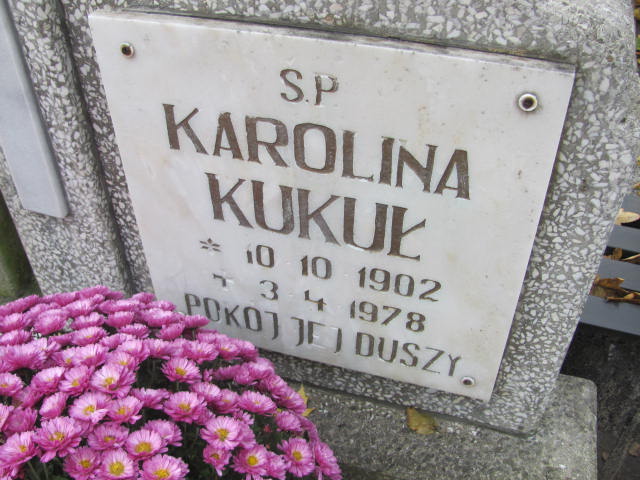 S.P
KAROLINA
KUKUŁ
* 10 10 1902
+ 3 4 1978
POKÓJ JEJ DUSZY